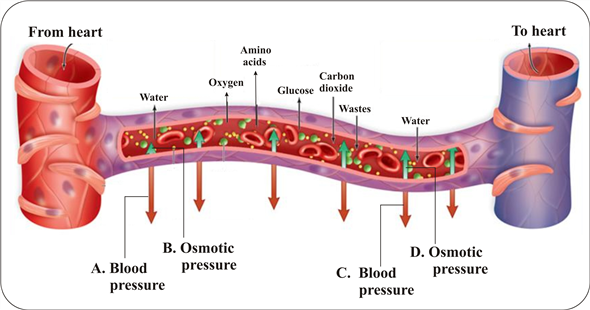 From heart
To heart
Amino
acids
Oxygen
Water
Glucose
Carbon
dioxide
Wastes
Water
A. Blood
pressure
B. Osmotic
pressure
C. Blood
pressure
D. Osmotic
pressure